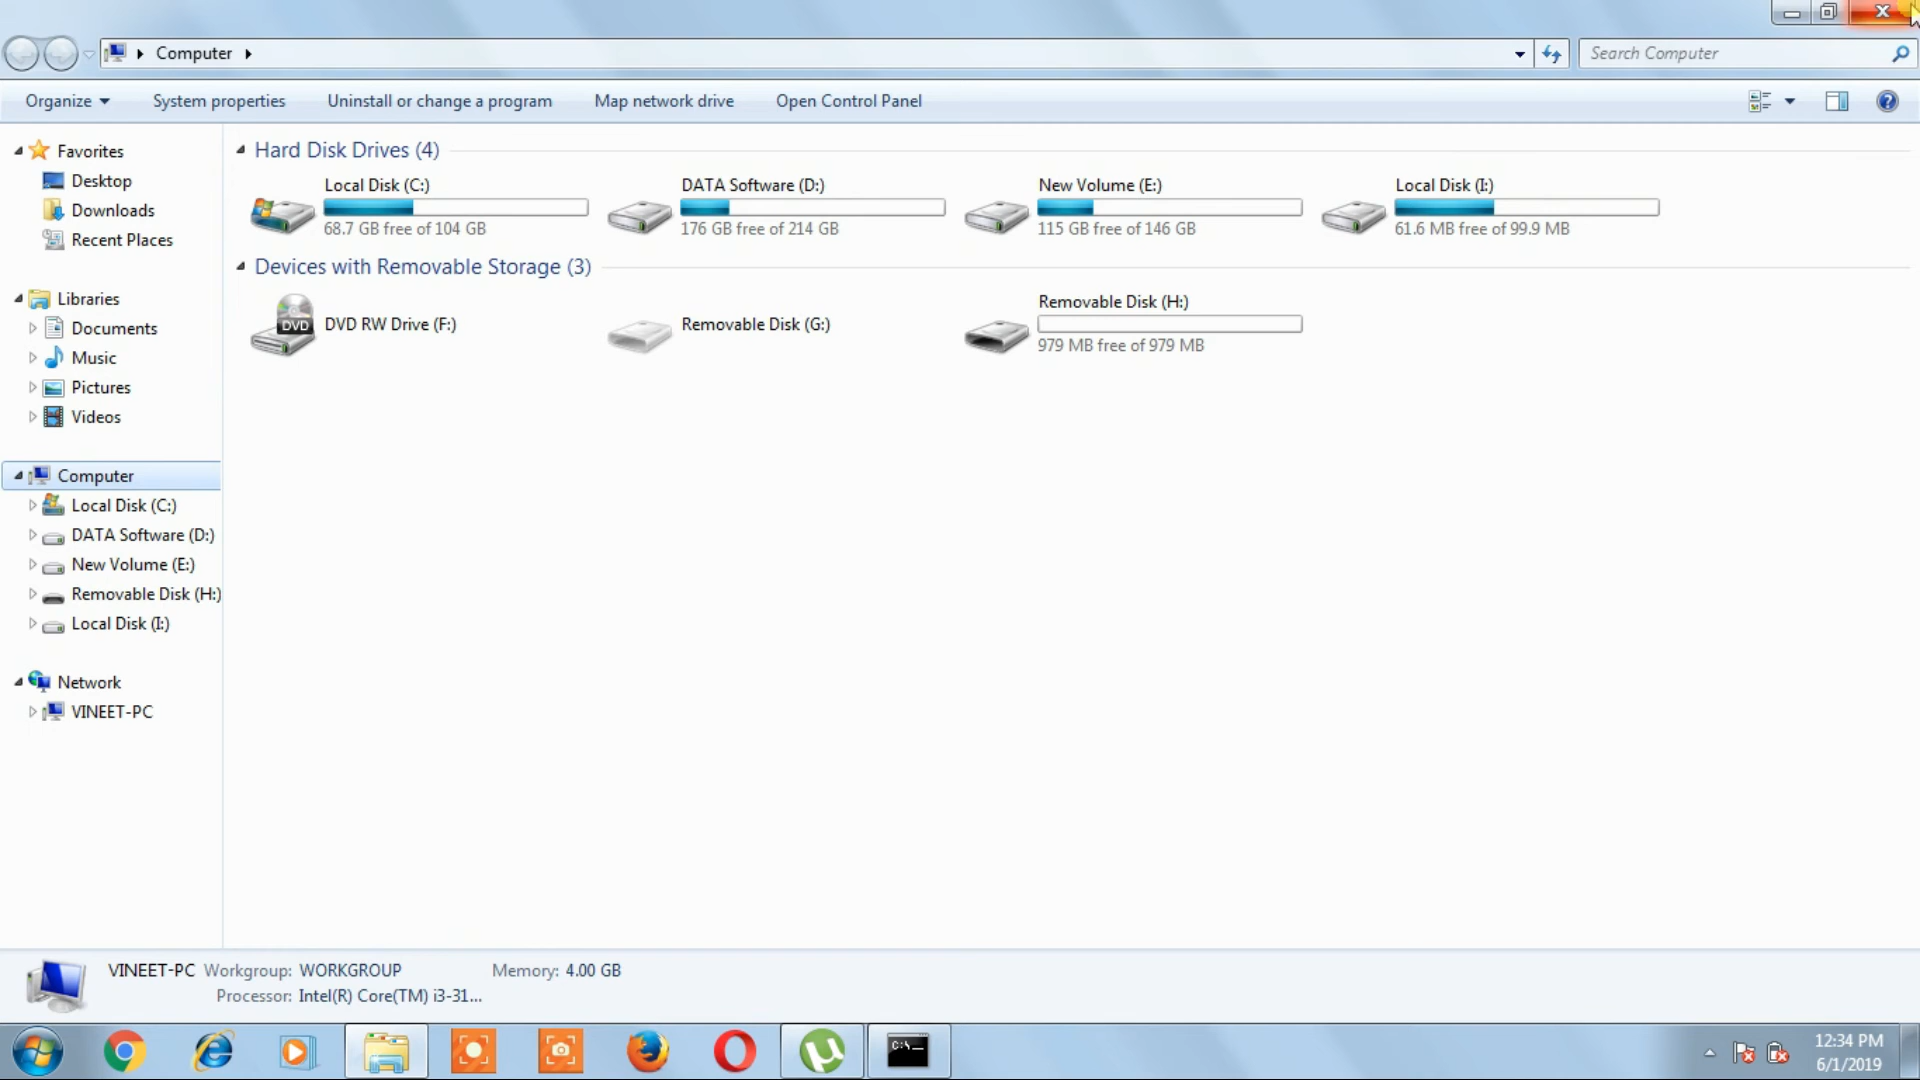 Computer
Search Computer
Organize
System properties
Uninstall or change a program
Map network drive
Open Control Panel
Favorites
Desktop
Downloads
Recent Places
Libraries
Documents
Music
Pictures
Videos
Computer
Local Disk (C:)
DATA Software (D:)
New Volume (E:)
Removable Disk (H:)
Local Disk (I:)
Network
VINEET-PC
Hard Disk Drives (4)
Local Disk (C:)
68.7 GB free of 104 GB
DATA Software (D:)
176 GB free of 214 GB
New Volume (E:)
115 GB free of 146 GB
Local Disk (I:)
61.6 MB free of 99.9 MB
Devices with Removable Storage (3)
DVD
DVD RW Drive (F:)
Removable Disk (G:)
Removable Disk (H:)
979 MB free of 979 MB
VINEET-PC Workgroup: WORKGROUP Memory: 4.00 GB
Processor: Intel(R) Core(TM) i3-31...
C:\_
12:34 PM
6/1/2019